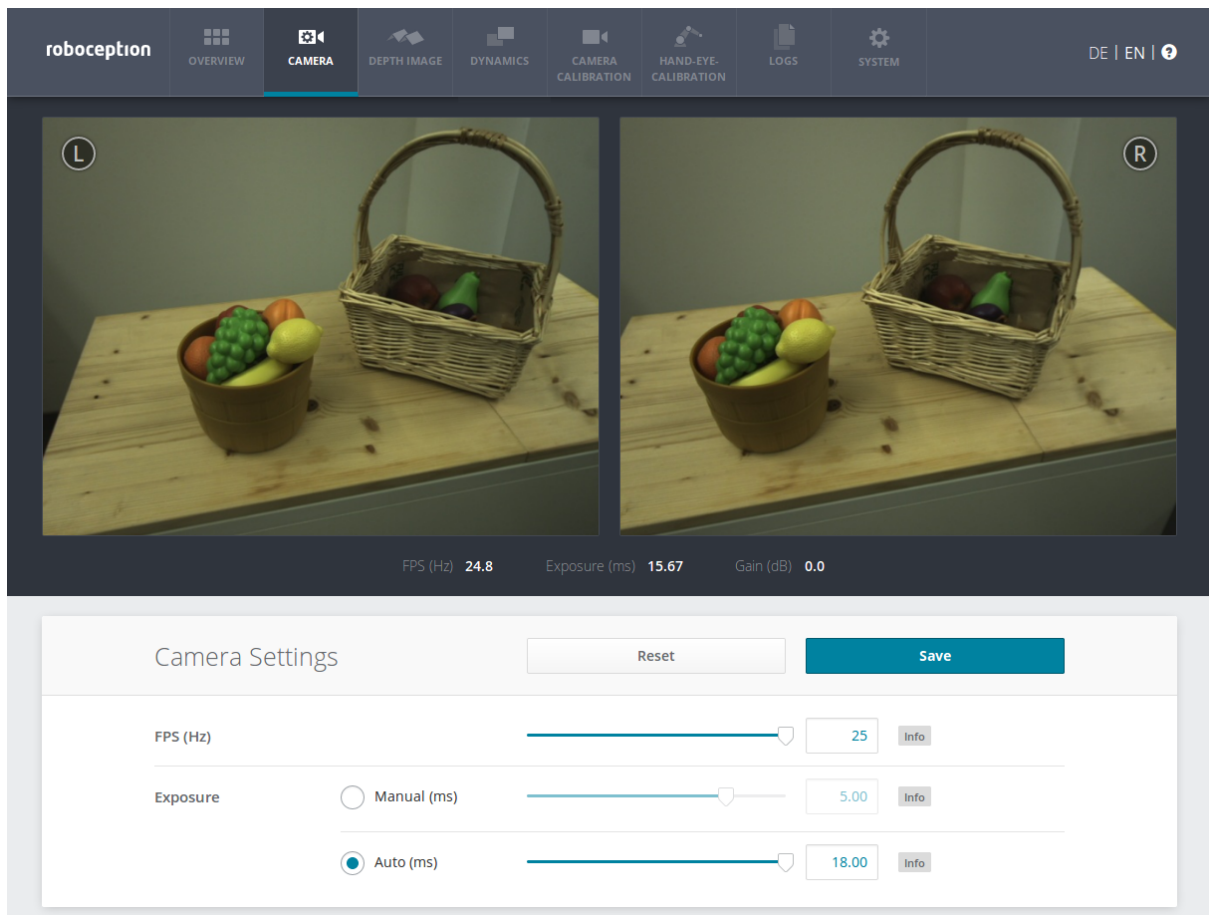 roboception
OVERVIEW
CAMERA
DEPTH IMAGE
DYNAMICS
CAMERA
CALIBRATION
HAND-EYE-
CALIBRATION
LOGS
SYSTEM
DE | EN | ?
L
R
FPS (Hz) 24.8 Exposure (ms) 15.67 Gain (dB) 0.0
Camera Settings Reset Save
FPS (Hz) 25 Info
Exposure Manual (ms) 5.00 Info
Auto (ms) 18.00 Info